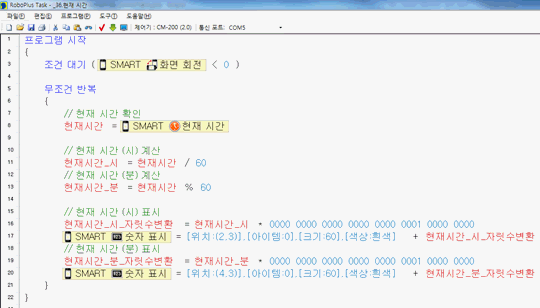 RoboPlus Task - _36.현재 시간
파일(F) 편집(E) 프로그램(P) 도구(T) 도움말(H)
제어기 : CM-200 (2.0) 통신 포트: COM5
1 프로그램 시작
2 {
3 조건 대기 ( SMART 화면 회전 < 0 )
4
5 무조건 반복
6 {
7 // 현재 시간 확인
8 현재시간 = SMART 현재 시간
9
10 // 현재 시간 (시) 계산
11 현재시간_시 = 현재시간 / 60
12 // 현재 시간 (분) 계산
13 현재시간_분 = 현재시간 % 60
14
15 // 현재 시간 (시) 표시
16 현재시간_시_자릿수변환 = 현재시간_시 * 0000 0000 0000 0000 0000 0001 0000 0000
17 SMART 숫자 표시 = [위치:(2,3)],[아이템:0],[크기:60],[색상:흰색] + 현재시간_시_자릿수변환
18 // 현재 시간 (분) 표시
19 현재시간_분_자릿수변환 = 현재시간_분 * 0000 0000 0000 0000 0000 0001 0000 0000
20 SMART 숫자 표시 = [위치:(4,3)],[아이템:0],[크기:60],[색상:흰색] + 현재시간_분_자릿수변환
21 }
22 }